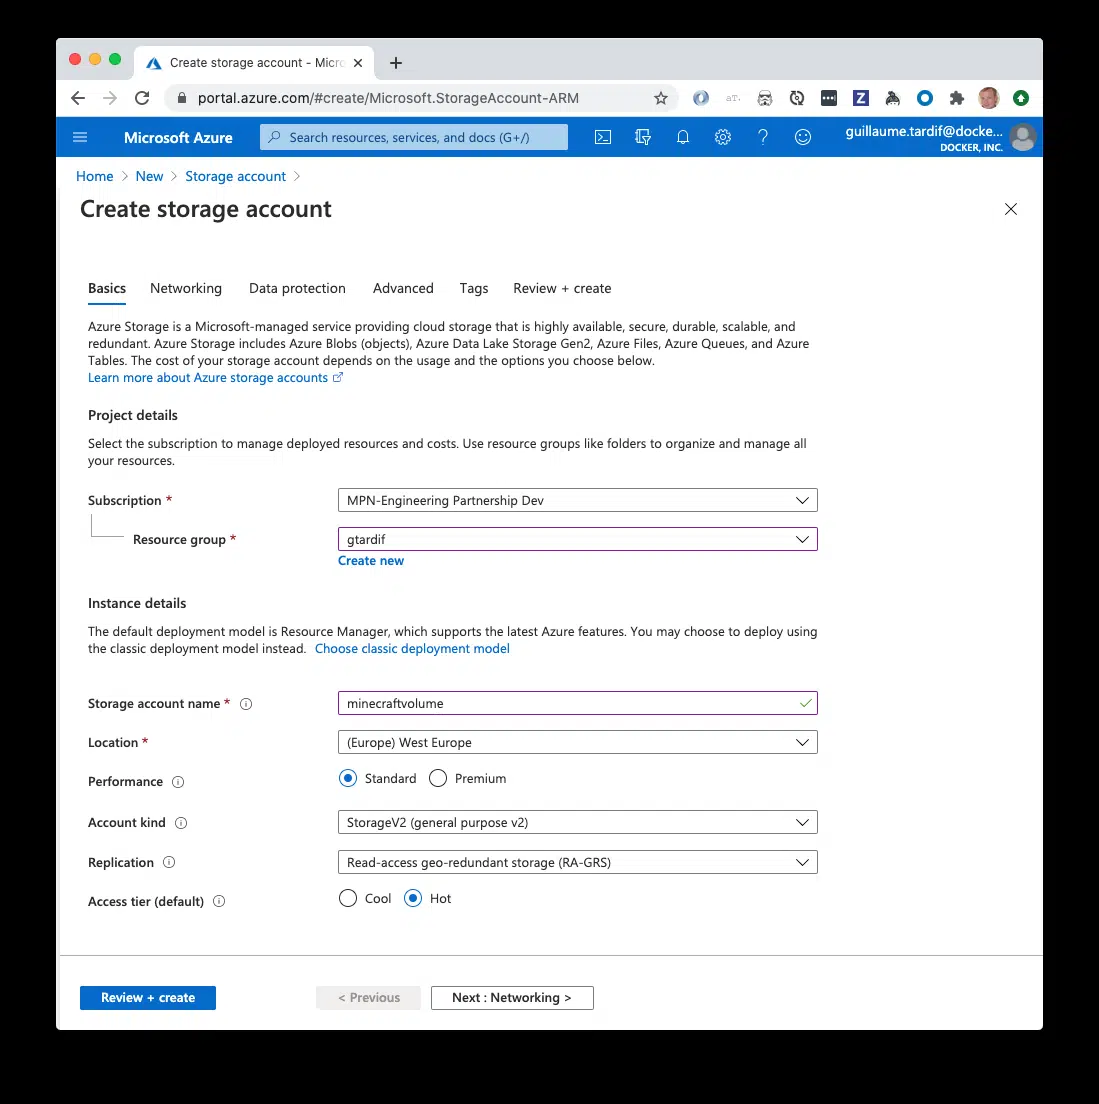 Create storage account - Micro
portal.azure.com/#create/Microsoft.StorageAccount-ARM
aT.
Z
Microsoft Azure
Search resources, services, and docs (G+/)
guillaume.tardif@docke...
DOCKER, INC.
Home > New > Storage account >
Create storage account
Basics Networking Data protection Advanced Tags Review + create
Azure Storage is a Microsoft-managed service providing cloud storage that is highly available, secure, durable, scalable, and
redundant. Azure Storage includes Azure Blobs (objects), Azure Data Lake Storage Gen2, Azure Files, Azure Queues, and Azure
Tables. The cost of your storage account depends on the usage and the options you choose below.
Learn more about Azure storage accounts
Project details
Select the subscription to manage deployed resources and costs. Use resource groups like folders to organize and manage all
your resources.
Subscription * MPN-Engineering Partnership Dev
Resource group * gtardif
Create new
Instance details
The default deployment model is Resource Manager, which supports the latest Azure features. You may choose to deploy using
the classic deployment model instead. Choose classic deployment model
Storage account name * minecraftvolume
Location * (Europe) West Europe
Performance Standard Premium
Account kind StorageV2 (general purpose v2)
Replication Read-access geo-redundant storage (RA-GRS)
Access tier (default) Cool Hot
Review + create < Previous Next : Networking >